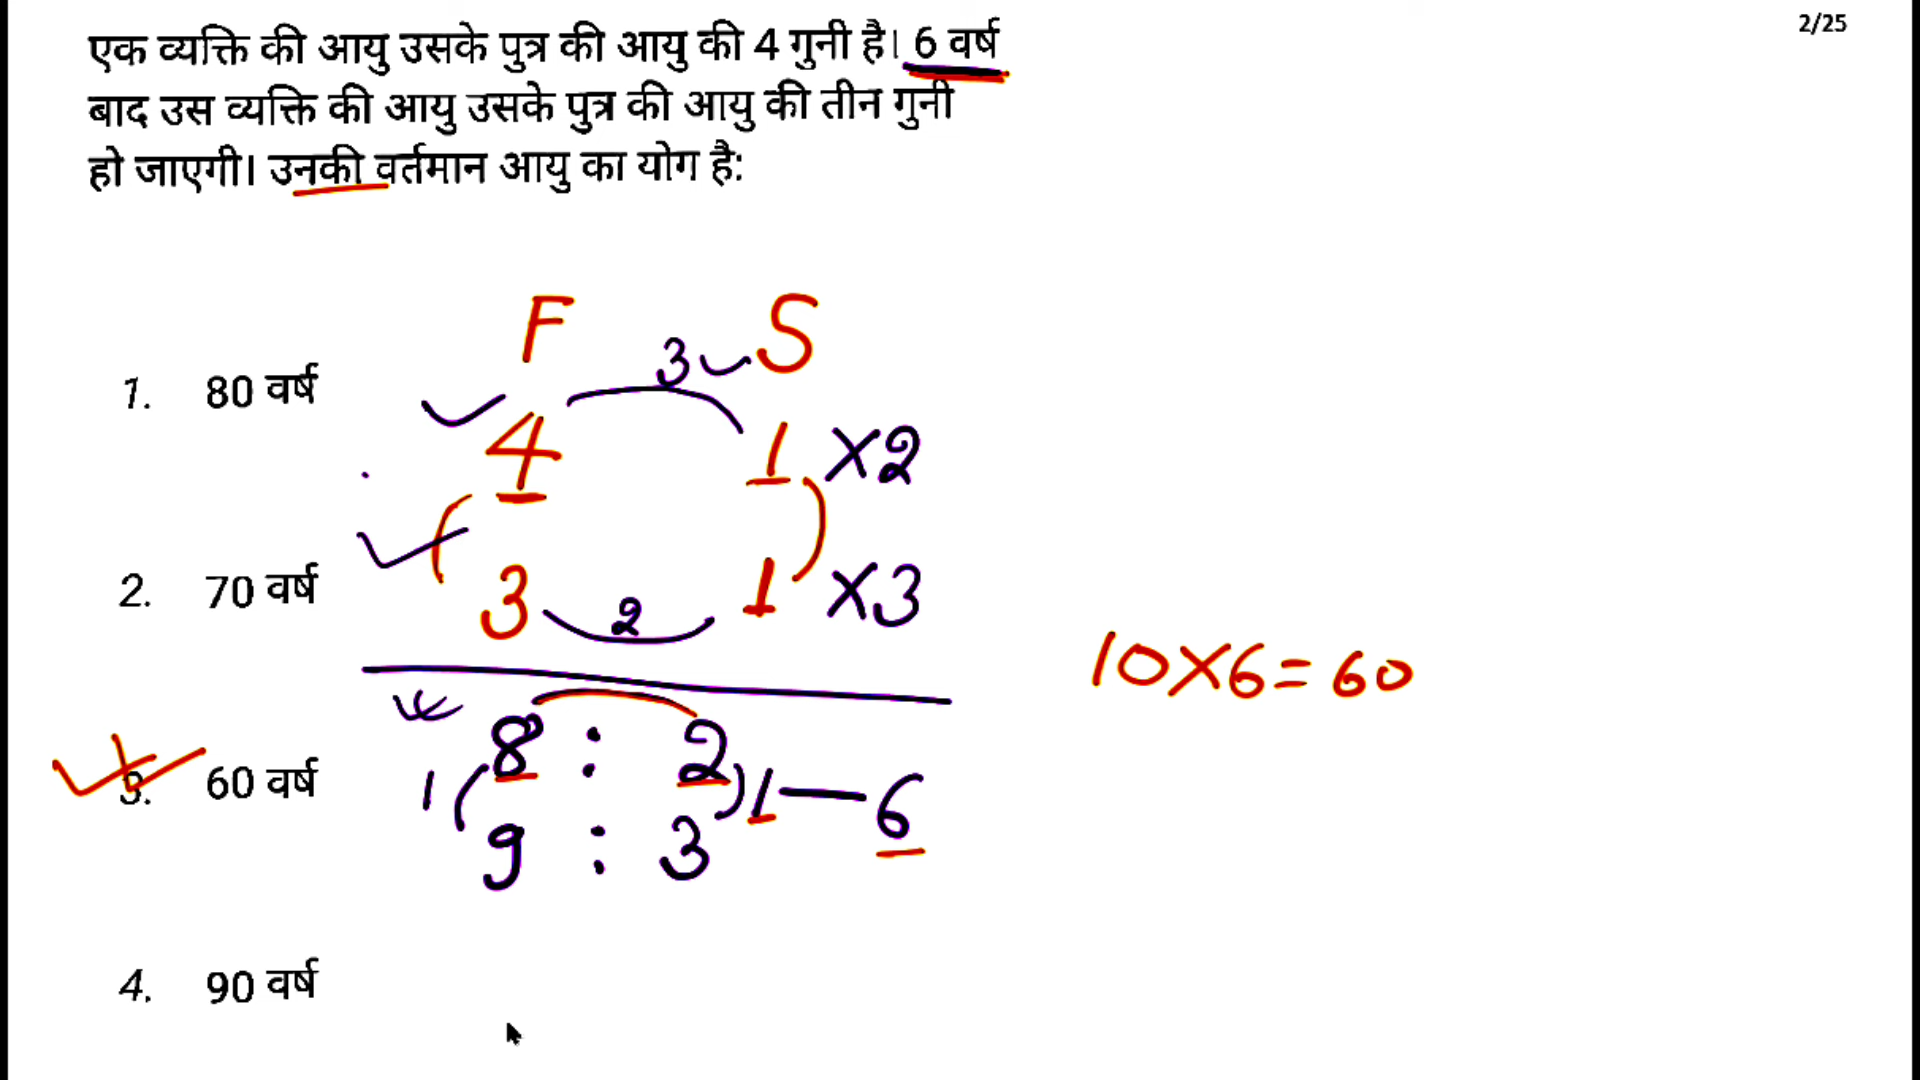 2/25
एक व्यक्ति की आयु उसके पुत्र की आयु की 4 गुनी है। 6 वर्ष
बाद उस व्यक्ति की आयु उसके पुत्र की आयु की तीन गुनी
हो जाएगी। उनकी वर्तमान आयु का योग है:
F S
3
1. 80 वर्ष
4 1 ×2
2. 70 वर्ष
3 1 ×3
2
10×6=60
8 : 2
3. 60 वर्ष
1 1 — 6
9 : 3
4. 90 वर्ष